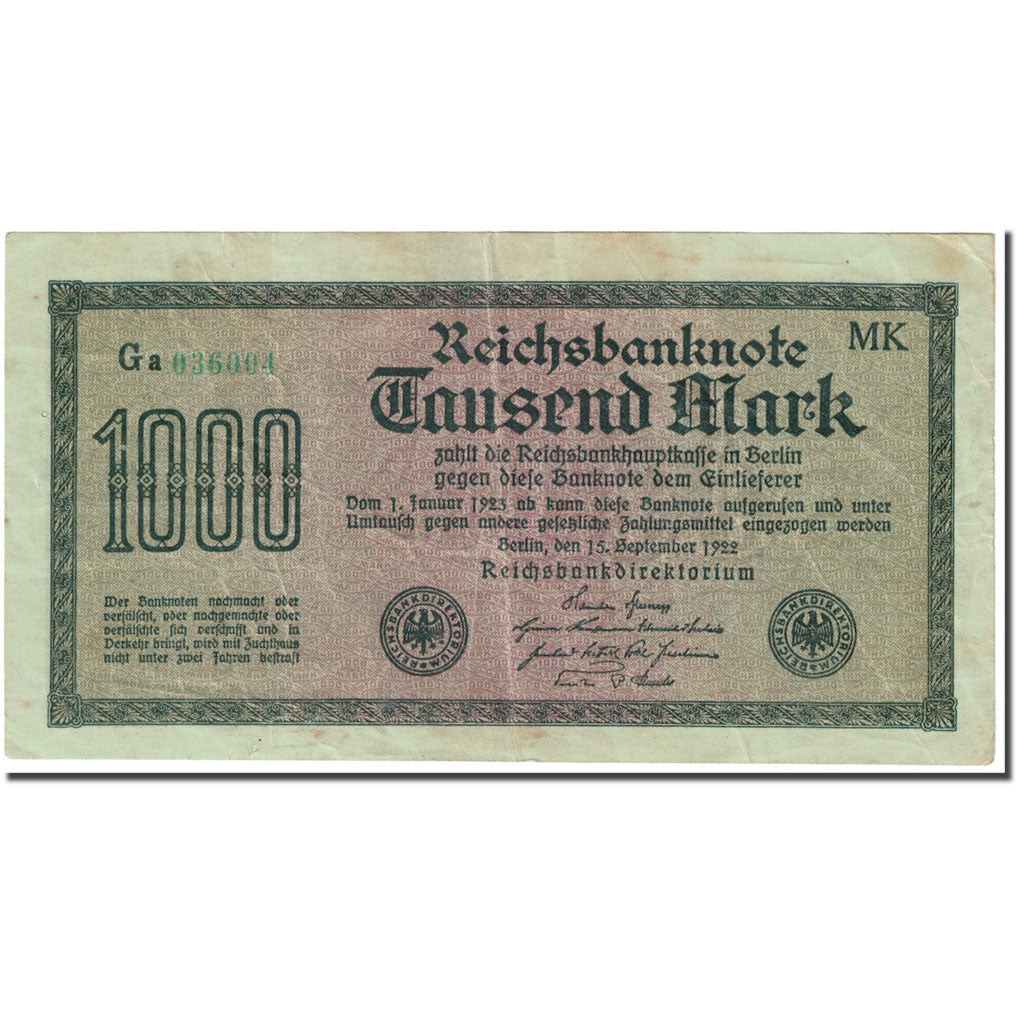 Reichsbanknote
MK
Ga 036004
Tausend Mark
1000
zahlt die Reichsbankhauptkasse in Berlin
gegen diese Banknote dem Einlieferer
Vom 1. Januar 1923 ab kann diese Banknote aufgerufen und unter
Umtausch gegen andere gesetzliche Zahlungsmittel eingezogen werden
Berlin, den 15. September 1922
Reichsbankdirektorium
Wer Banknoten nachmacht oder
verfälscht, oder nachgemachte oder
verfälschte sich verschafft und in
Verkehr bringt, wird mit Zuchthaus
nicht unter zwei Jahren bestraft
REICHSBANKDIREKTORIUM
REICHSBANKDIREKTORIUM